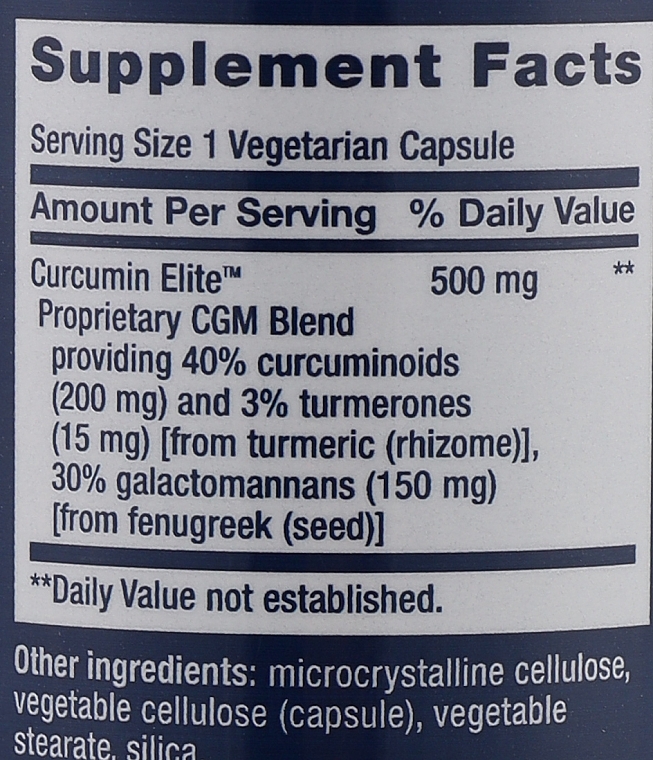 Supplement Facts
Serving Size 1 Vegetarian Capsule
Amount Per Serving % Daily Value
Curcumin Elite™ 500 mg **
Proprietary CGM Blend
providing 40% curcuminoids
(200 mg) and 3% turmerones
(15 mg) [from turmeric (rhizome)],
30% galactomannans (150 mg)
[from fenugreek (seed)]
**Daily Value not established.
Other ingredients: microcrystalline cellulose,
vegetable cellulose (capsule), vegetable
stearate, silica